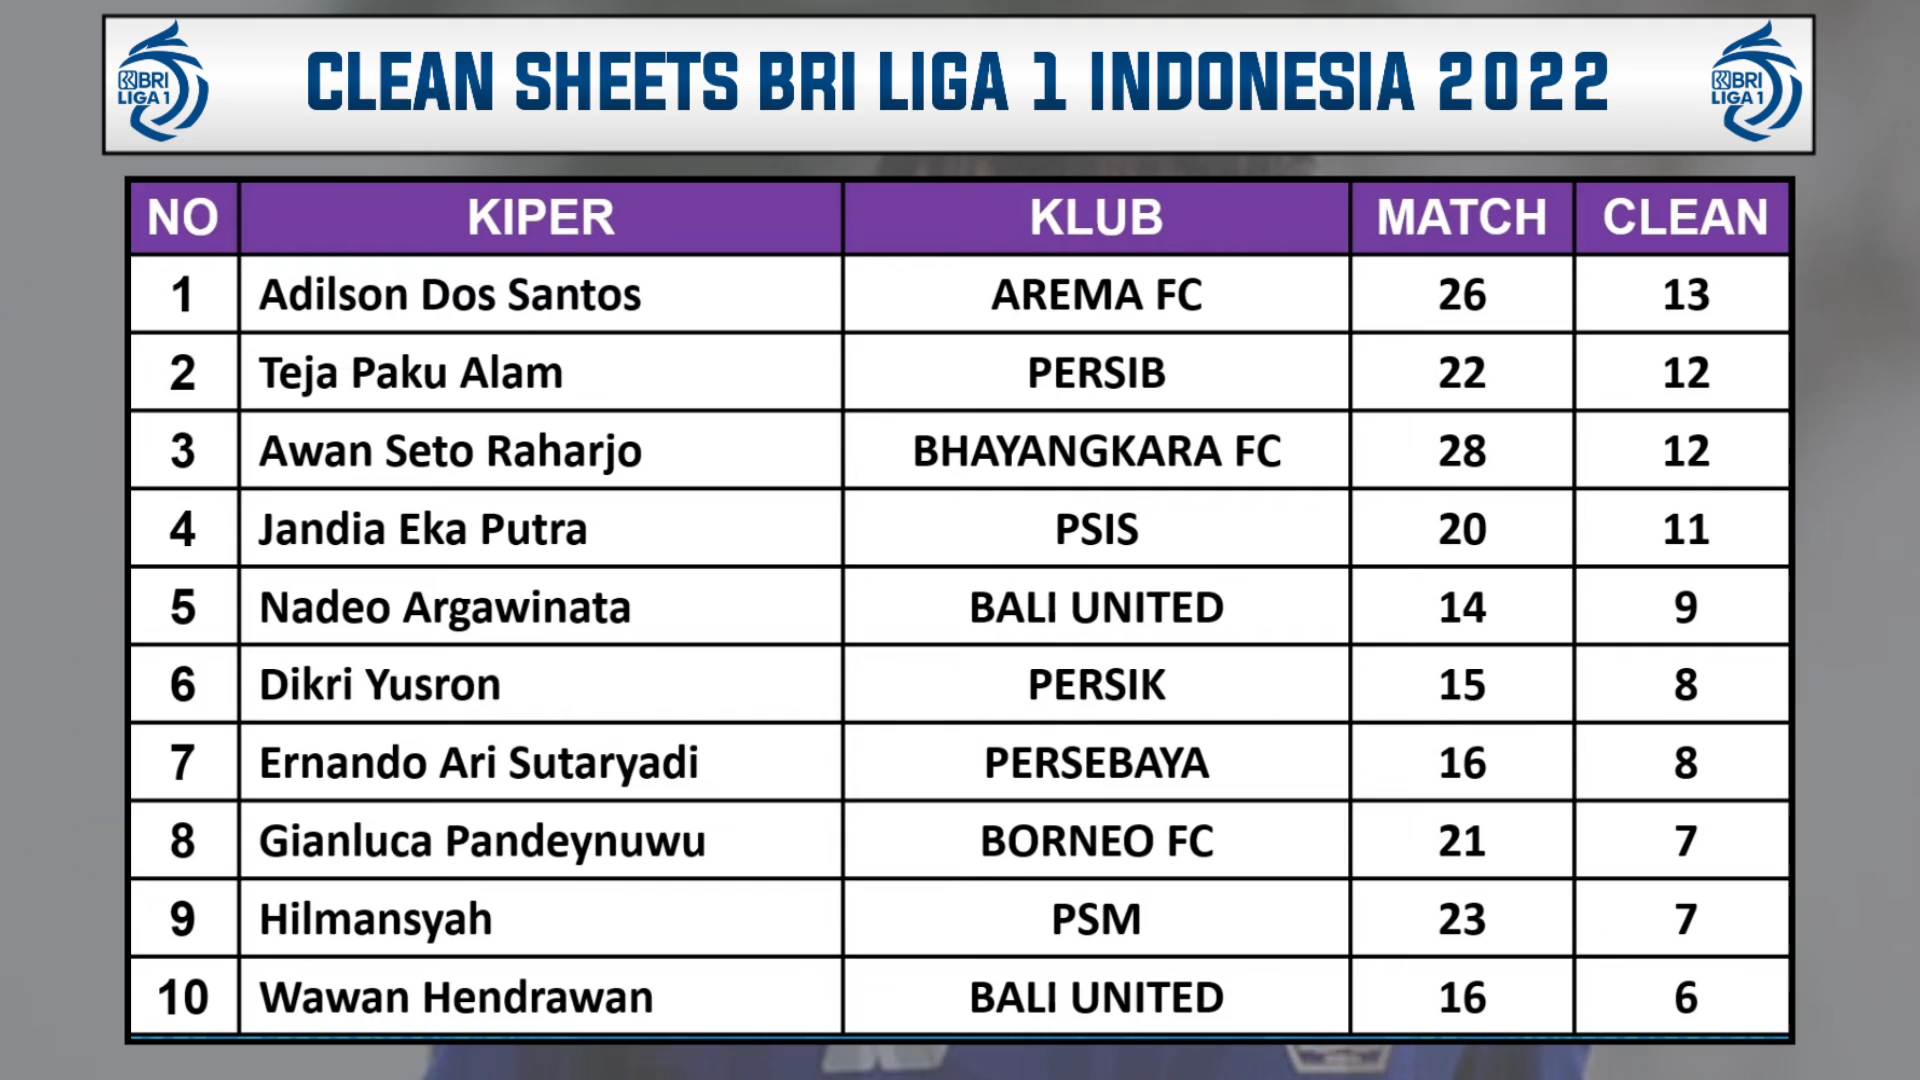 BRI
LIGA 1
CLEAN SHEETS BRI LIGA 1 INDONESIA 2022
BRI
LIGA 1
NO KIPER KLUB MATCH CLEAN
1 Adilson Dos Santos AREMA FC 26 13
2 Teja Paku Alam PERSIB 22 12
3 Awan Seto Raharjo BHAYANGKARA FC 28 12
4 Jandia Eka Putra PSIS 20 11
5 Nadeo Argawinata BALI UNITED 14 9
6 Dikri Yusron PERSIK 15 8
7 Ernando Ari Sutaryadi PERSEBAYA 16 8
8 Gianluca Pandeynuwu BORNEO FC 21 7
9 Hilmansyah PSM 23 7
10 Wawan Hendrawan BALI UNITED 16 6